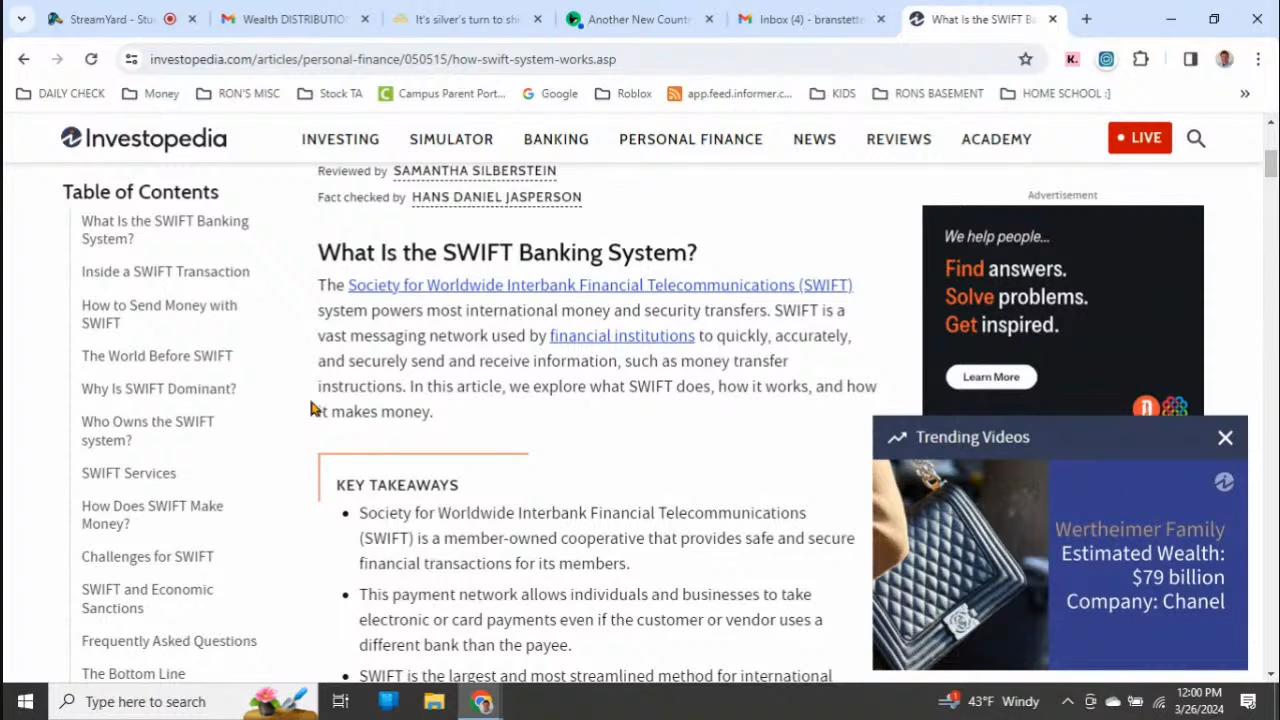 StreamYard - Stu
Wealth DISTRIBUTIO
It's silver's turn to sh
Another New Count
Inbox (4) - branstett
What Is the SWIFT B
investopedia.com/articles/personal-finance/050515/how-swift-system-works.asp
K.
DAILY CHECK
Money
RON'S MISC
Stock TA
Campus Parent Port...
Google
Roblox
app.feed.informer.c...
KIDS
RONS BASEMENT
HOME SCHOOL :]
Investopedia
INVESTING
SIMULATOR
BANKING
PERSONAL FINANCE
NEWS
REVIEWS
ACADEMY
LIVE
Reviewed by SAMANTHA SILBERSTEIN
Fact checked by HANS DANIEL JASPERSON
Table of Contents
What Is the SWIFT Banking
System?
Inside a SWIFT Transaction
How to Send Money with
SWIFT
The World Before SWIFT
Why Is SWIFT Dominant?
Who Owns the SWIFT
system?
SWIFT Services
How Does SWIFT Make
Money?
Challenges for SWIFT
SWIFT and Economic
Sanctions
Frequently Asked Questions
The Bottom Line
What Is the SWIFT Banking System?
The Society for Worldwide Interbank Financial Telecommunications (SWIFT)
system powers most international money and security transfers. SWIFT is a
vast messaging network used by financial institutions to quickly, accurately,
and securely send and receive information, such as money transfer
instructions. In this article, we explore what SWIFT does, how it works, and how
it makes money.
KEY TAKEAWAYS
• Society for Worldwide Interbank Financial Telecommunications
(SWIFT) is a member-owned cooperative that provides safe and secure
financial transactions for its members.
• This payment network allows individuals and businesses to take
electronic or card payments even if the customer or vendor uses a
different bank than the payee.
• SWIFT is the largest and most streamlined method for international
Advertisement
We help people...
Find answers.
Solve problems.
Get inspired.
Learn More
Trending Videos
Wertheimer Family
Estimated Wealth:
$79 billion
Company: Chanel
Type here to search
43°F Windy
12:00 PM
3/26/2024